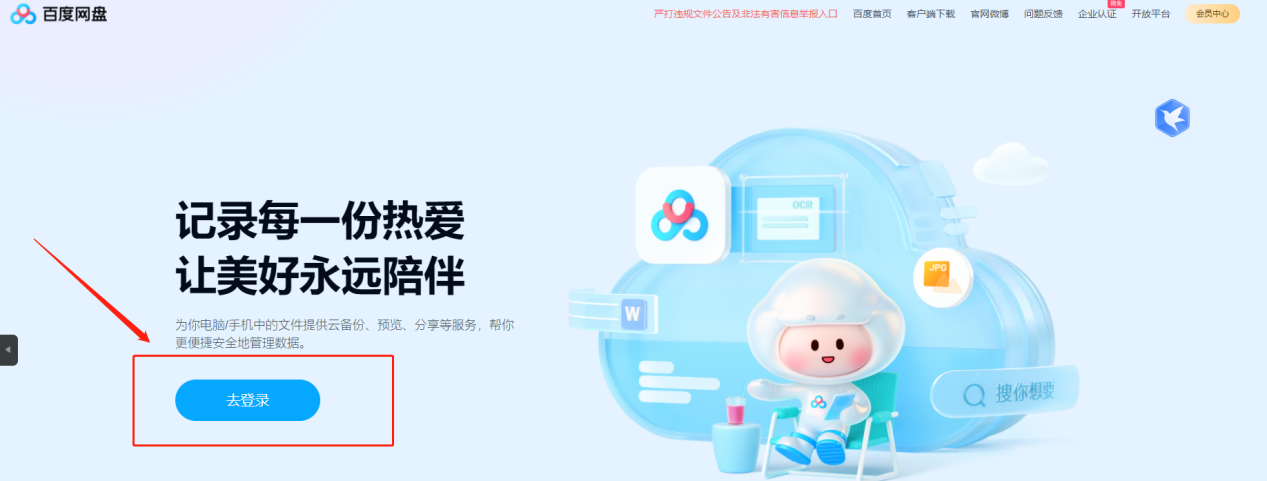 百度网盘
严打违规文件公告及非法有害信息举报入口 百度首页 客户端下载 官网微博 问题反馈 企业认证 开放平台 会员中心
记录每一份热爱
让美好永远陪伴
为你电脑/手机中的文件提供云备份、预览、分享等服务，帮你
更便捷安全地管理数据。
去登录
OCR
JPG
W
搜你想要